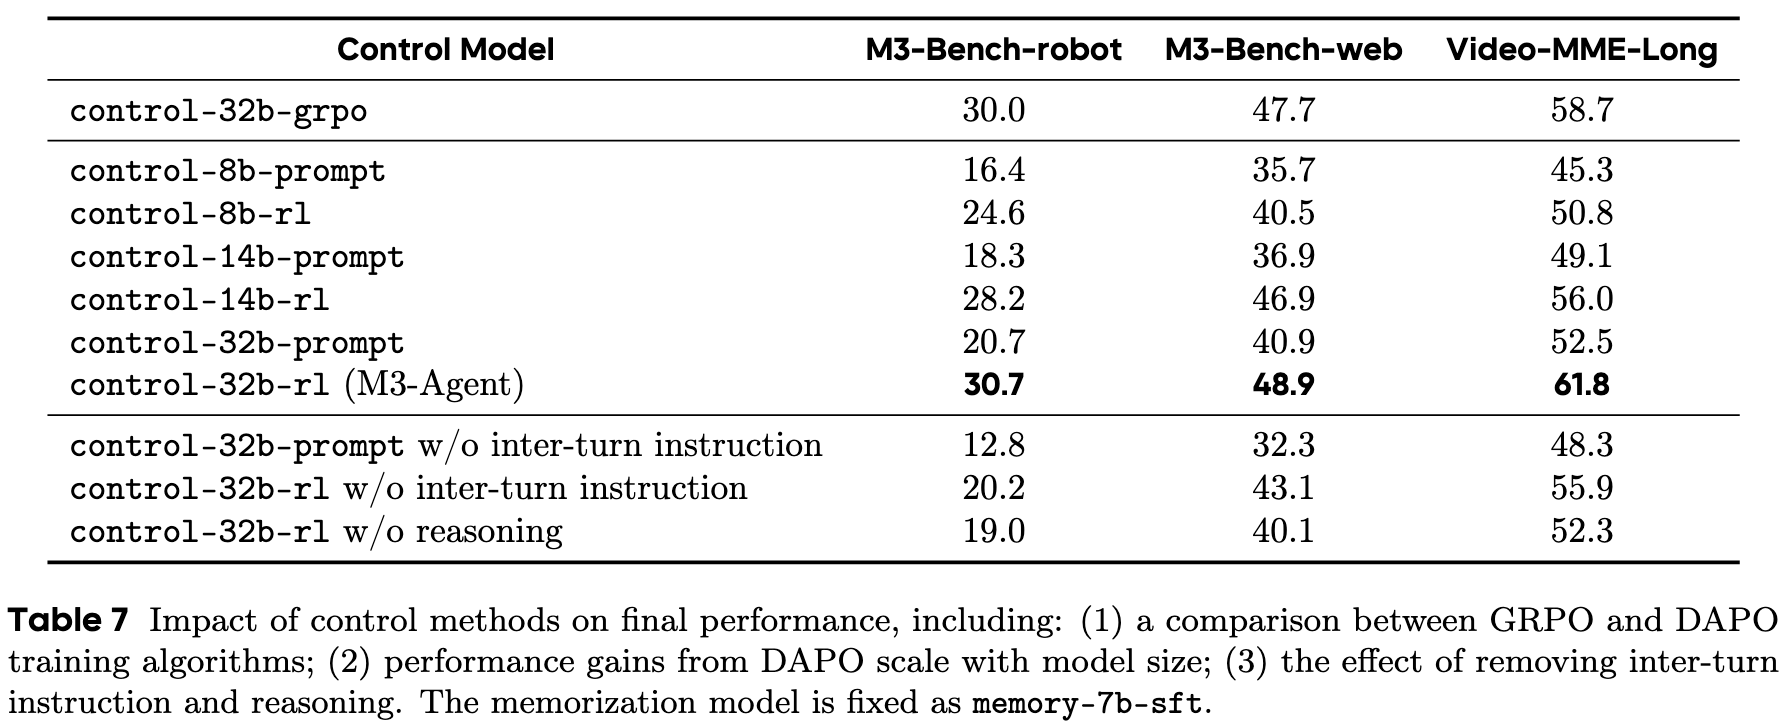 Control Model M3-Bench-robot M3-Bench-web Video-MME-Long
control-32b-grpo 30.0 47.7 58.7
control-8b-prompt 16.4 35.7 45.3
control-8b-rl 24.6 40.5 50.8
control-14b-prompt 18.3 36.9 49.1
control-14b-rl 28.2 46.9 56.0
control-32b-prompt 20.7 40.9 52.5
control-32b-rl (M3-Agent) 30.7 48.9 61.8
control-32b-prompt w/o inter-turn instruction 12.8 32.3 48.3
control-32b-rl w/o inter-turn instruction 20.2 43.1 55.9
control-32b-rl w/o reasoning 19.0 40.1 52.3
Table 7 Impact of control methods on final performance, including: (1) a comparison between GRPO and DAPO
training algorithms; (2) performance gains from DAPO scale with model size; (3) the effect of removing inter-turn
instruction and reasoning. The memorization model is fixed as memory-7b-sft.